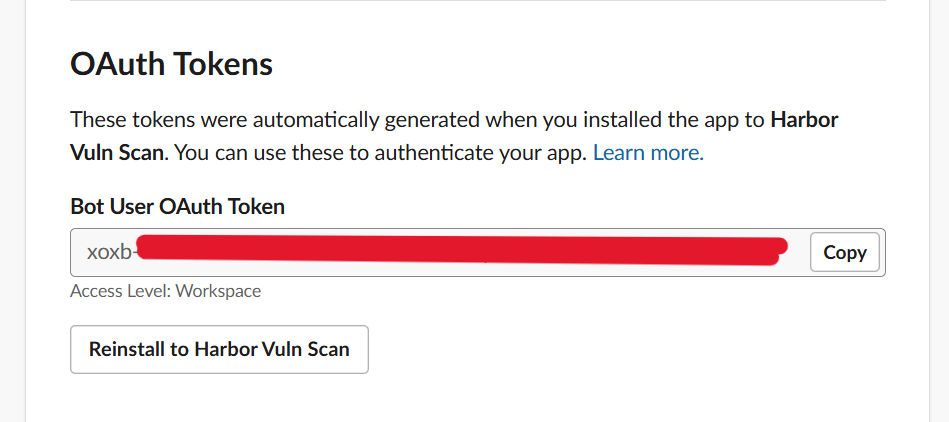 OAuth Tokens
These tokens were automatically generated when you installed the app to Harbor
Vuln Scan. You can use these to authenticate your app. Learn more.
Bot User OAuth Token
xoxb-
Copy
Access Level: Workspace
Reinstall to Harbor Vuln Scan